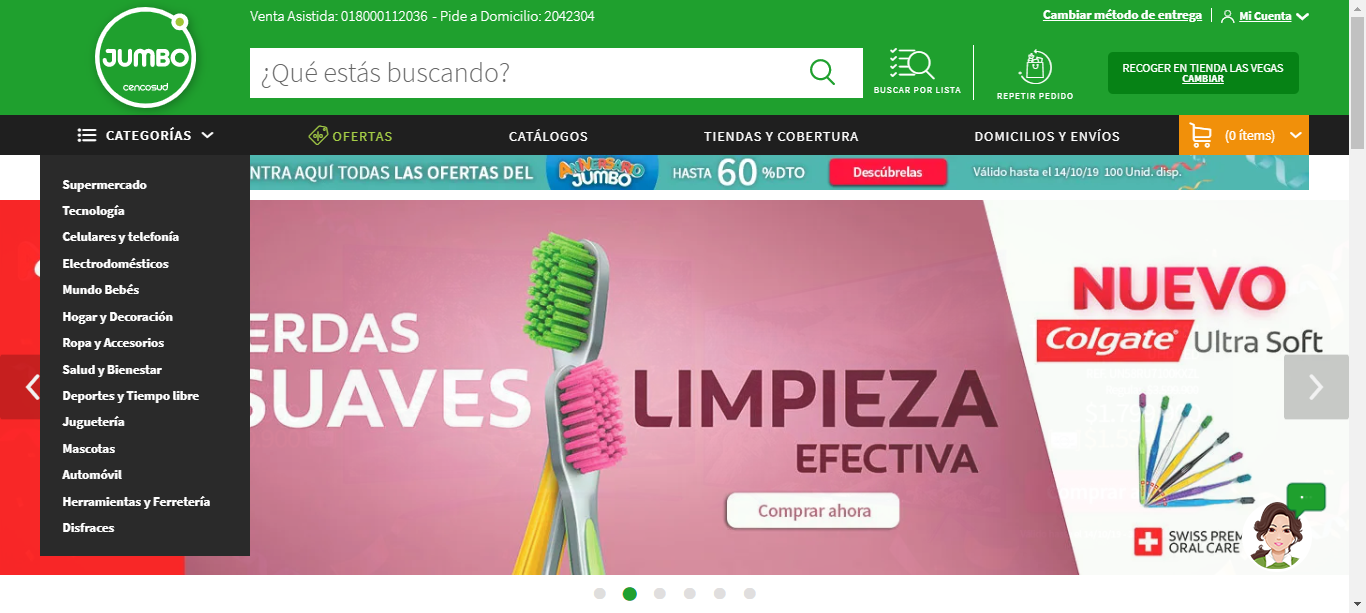 Venta Asistida: 018000112036 - Pide a Domicilio: 2042304
Cambiar método de entrega
Mi Cuenta
JUMBO
cencosud
¿Qué estás buscando?
BUSCAR POR LISTA
REPETIR PEDIDO
RECOGER EN TIENDA LAS VEGAS
CAMBIAR
CATEGORÍAS
OFERTAS
CATÁLOGOS
TIENDAS Y COBERTURA
DOMICILIOS Y ENVÍOS
(0 ítems)
NTRA AQUÍ TODAS LAS OFERTAS DEL
ANIVERSARIO
JUMBO
HASTA 60 %DTO
Descúbrelas
Válido hasta el 14/10/19 100 Unid. disp.
Supermercado
Tecnología
Celulares y telefonía
Electrodomésticos
Mundo Bebés
Hogar y Decoración
Ropa y Accesorios
Salud y Bienestar
Deportes y Tiempo libre
Juguetería
Mascotas
Automóvil
Herramientas y Ferretería
Disfraces
ERDAS
SUAVES
LIMPIEZA
EFECTIVA
Comprar ahora
NUEVO
Colgate Ultra Soft
SWISS PREM
ORAL CARE